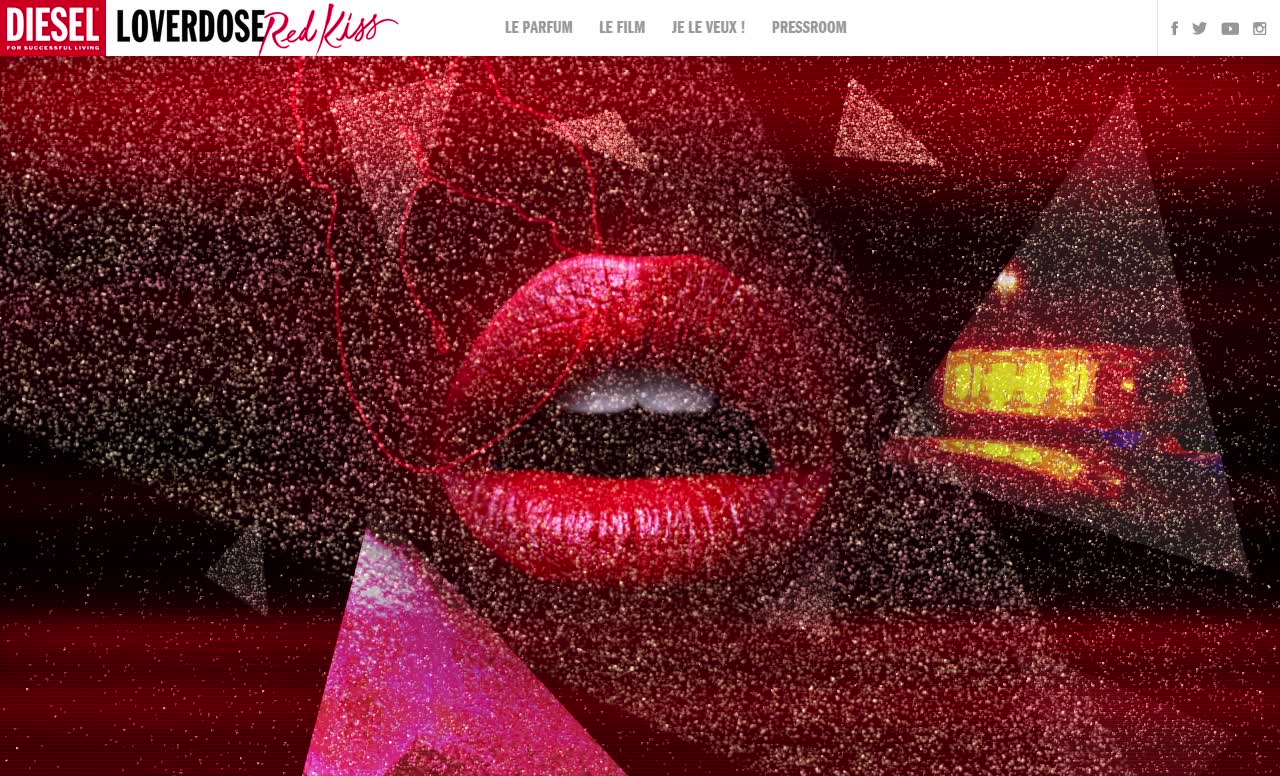 DIESEL
FOR SUCCESSFUL LIVING
LOVERDOSE Red Kiss
LE PARFUM LE FILM JE LE VEUX ! PRESSROOM